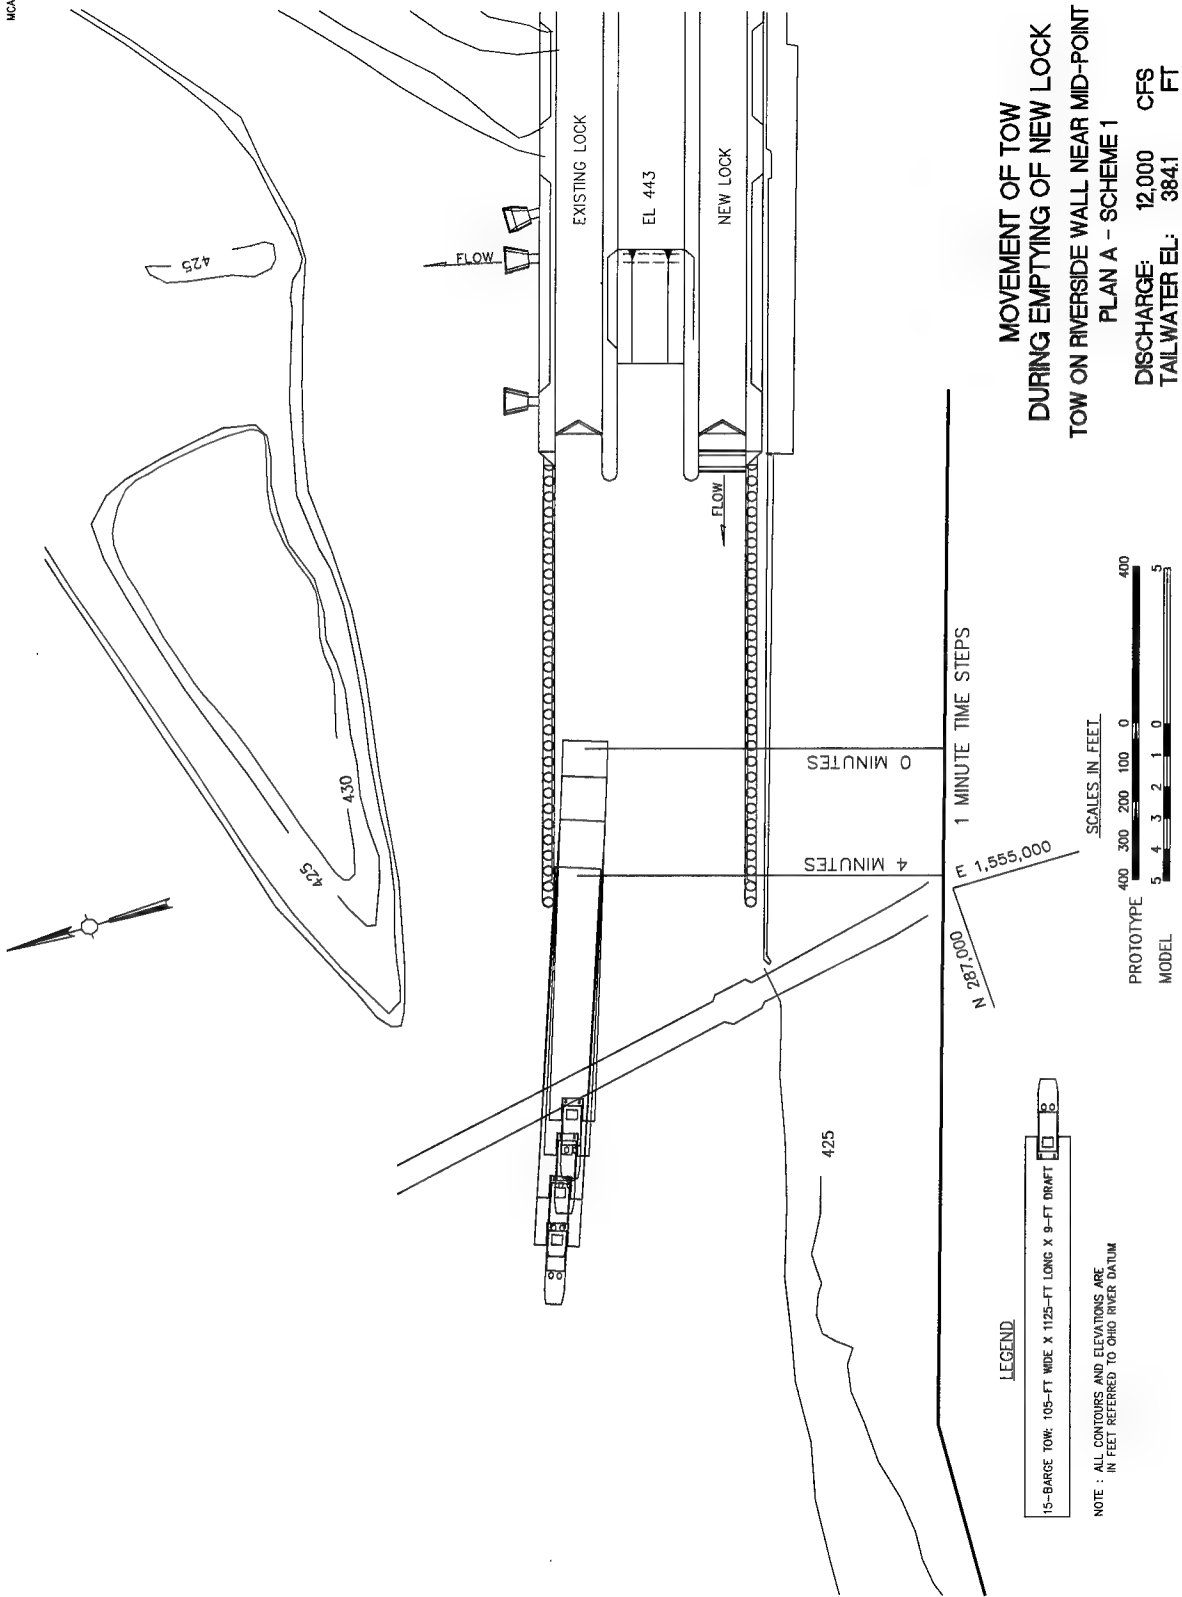 MCA
425
FLOW
EXISTING LOCK
EL 443
NEW LOCK
FLOW
430
425
0 MINUTES
4 MINUTES
1 MINUTE TIME STEPS
E 1,555,000
N 287,000
425
MOVEMENT OF TOW
DURING EMPTYING OF NEW LOCK
TOW ON RIVERSIDE WALL NEAR MID-POINT
PLAN A - SCHEME 1
DISCHARGE: 12,000 CFS
TAILWATER EL: 384.1 FT
SCALES IN FEET
PROTOTYPE 400 300 200 100 0 400
MODEL 5 4 3 2 1 0 5
LEGEND
15-BARGE TOW: 105-FT WIDE X 1125-FT LONG X 9-FT DRAFT
NOTE : ALL CONTOURS AND ELEVATIONS ARE
IN FEET REFERRED TO OHIO RIVER DATUM